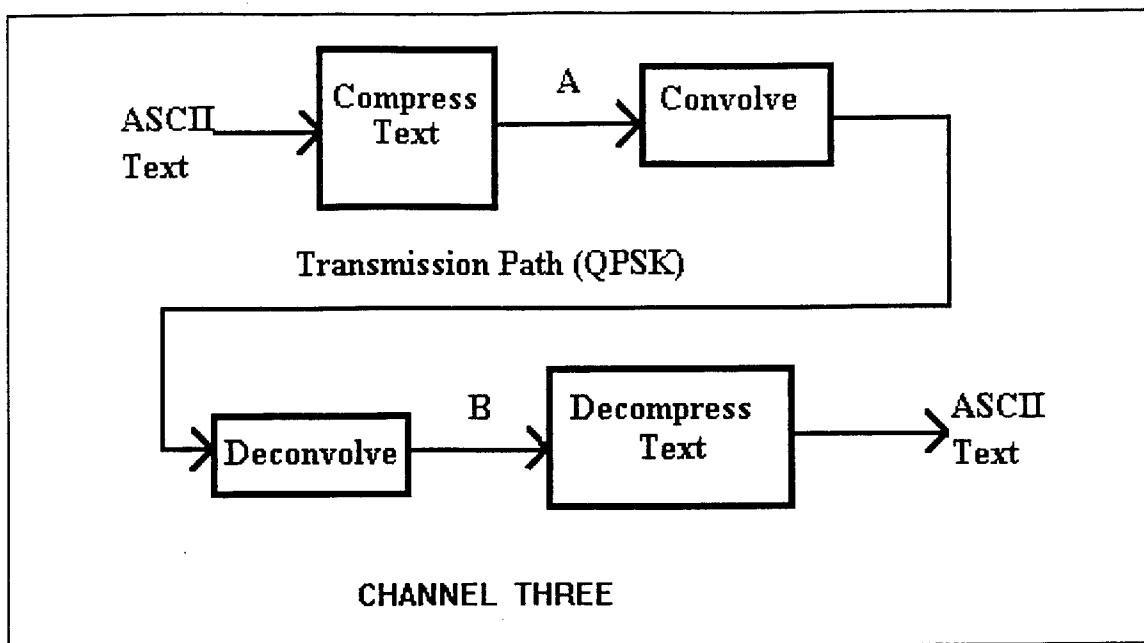 ASCII
Text
Compress
Text
A
Convolve
Transmission Path (QPSK)
Deconvolve
B
Decompress
Text
ASCII
Text
CHANNEL THREE